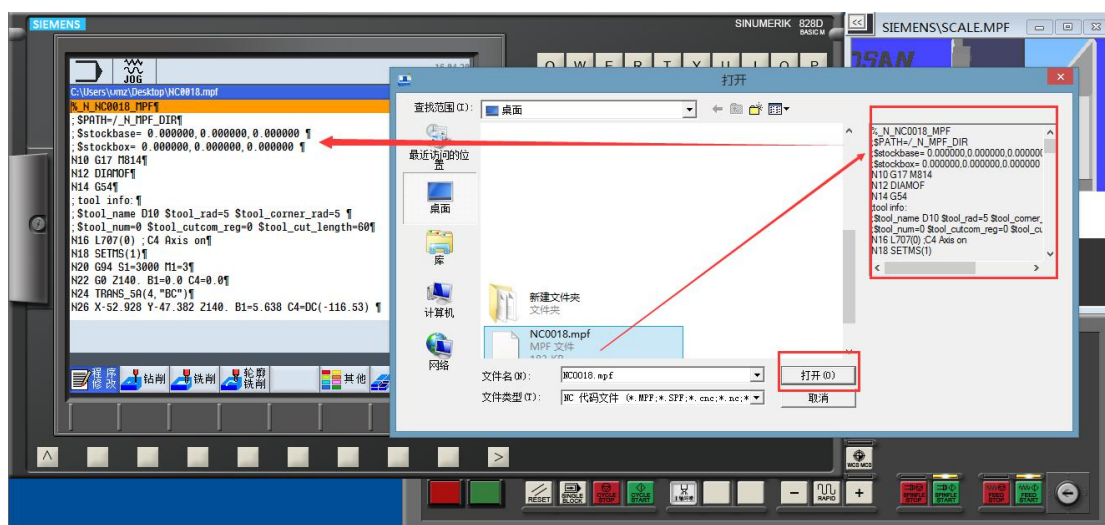 SIEMENS
SINUMERIK 828D
BASIC M
SIEMENS\SCALE.MPF
JOG
C:\Users\umz\Desktop\NC0018.mpf
%_N_NC0018_MPF¶
;$PATH=/_N_MPF_DIR¶
;$stockbase= 0.000000,0.000000,0.000000 ¶
;$stockbox= 0.000000,0.000000,0.000000 ¶
N10 G17 M814¶
N12 DIAMOF¶
N14 G54¶
; tool info:¶
;$tool_name D10 $tool_rad=5 $tool_corner_rad=5 ¶
;$tool_num=0 $tool_cutcom_reg=0 $tool_cut_length=60¶
N16 L707(0) ;C4 Axis on¶
N18 SETMS(1)¶
N20 G94 S1=3000 M1=3¶
N22 G0 Z140. B1=0.0 C4=0.0¶
N24 TRANS_5A(4,"BC")¶
N26 X-52.928 Y-47.382 Z140. B1=5.638 C4=DC(-116.53) ¶
程序修改
钻削
铣削
轮廓铣削
其他
打开
查找范围(I):
桌面
最近访问的位置
桌面
库
计算机
网络
新建文件夹
文件夹
NC0018.mpf
MPF 文件
文件名(N):
NC0018.mpf
打开(O)
文件类型(T):
NC 代码文件 (*.MPF;*.SPF;*.cnc;*.nc;*
取消
%_N_NC0018_MPF
;$PATH=/_N_MPF_DIR
;$stockbase= 0.000000,0.000000,0.00000
;$stockbox= 0.000000,0.000000,0.000000
N10 G17 M814
N12 DIAMOF
N14 G54
;tool info:
;$tool_name D10 $tool_rad=5 $tool_corner_
;$tool_num=0 $tool_cutcom_reg=0 $tool_cu
N16 L707(0) ;C4 Axis on
N18 SETMS(1)
WCS MCS
RESET
SINGLE BLOCK
CYCLE STOP
CYCLE START
RAPID
SPINDLE STOP
SPINDLE START
FEED STOP
FEED START